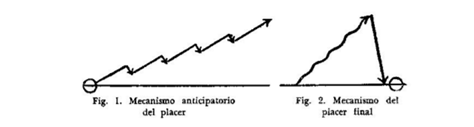 Fig. 1. Mecanismo anticipatorio
del placer
Fig. 2. Mecanismo del
placer final